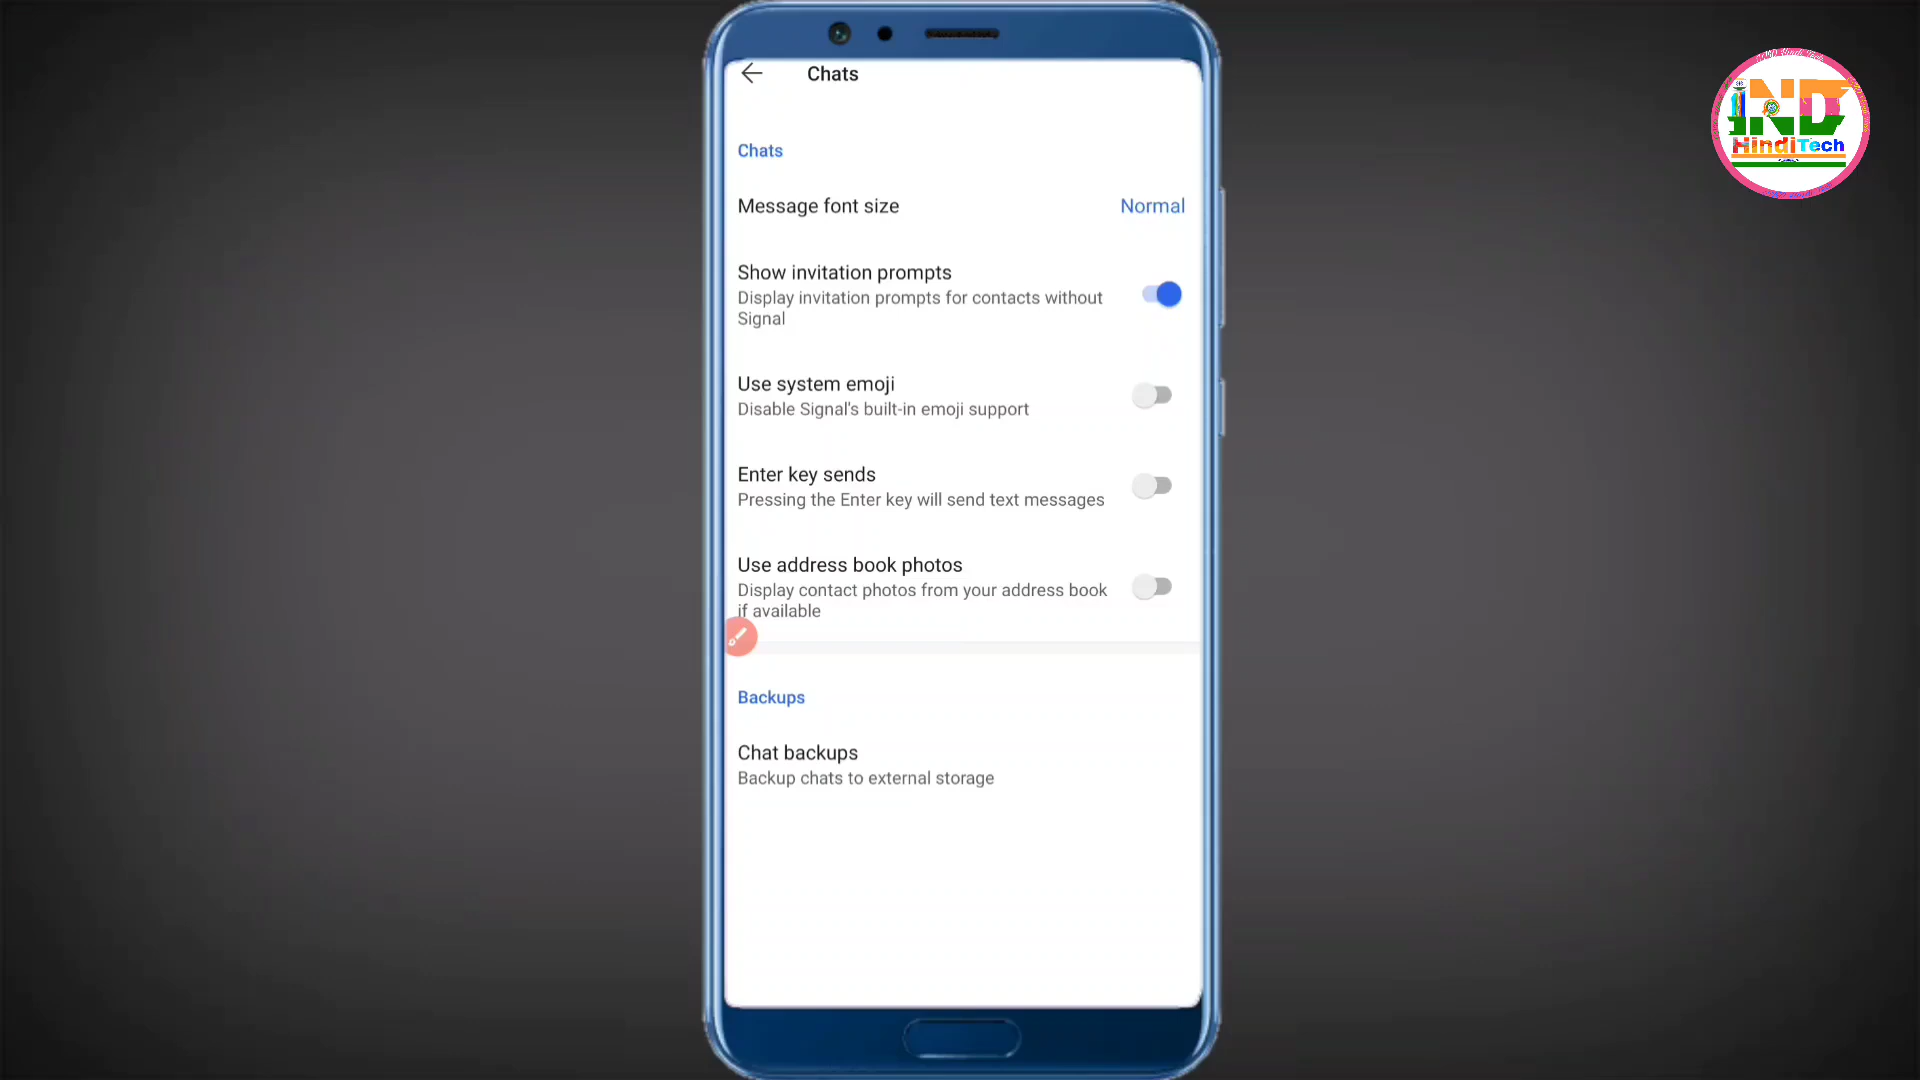 Chats
Chats
Message font size
Normal
Show invitation prompts
Display invitation prompts for contacts without
Signal
Use system emoji
Disable Signal's built-in emoji support
Enter key sends
Pressing the Enter key will send text messages
Use address book photos
Display contact photos from your address book
if available
Backups
Chat backups
Backup chats to external storage
IND
HindiTech